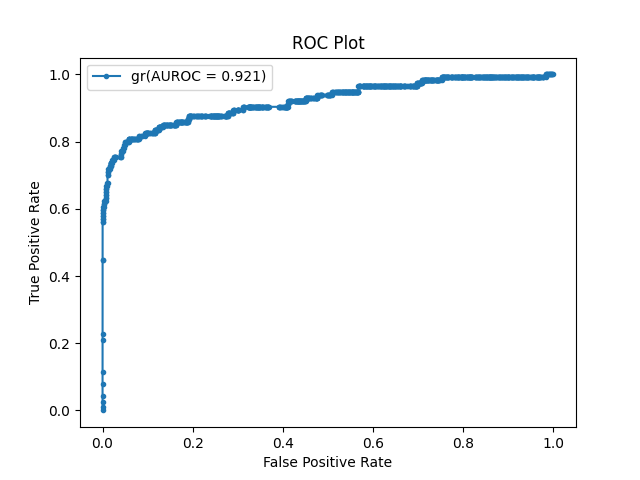 ROC Plot
gr(AUROC = 0.921)
True Positive Rate
1.0
0.8
0.6
0.4
0.2
0.0
0.0 0.2 0.4 0.6 0.8 1.0
False Positive Rate